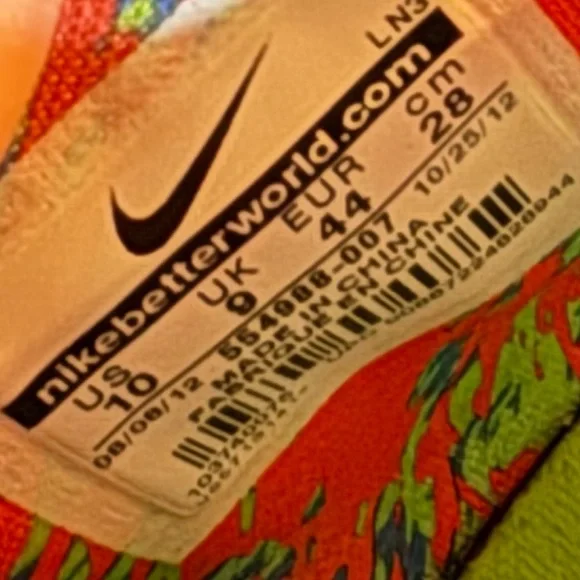 LN3
nikebetterworld.com
US UK EUR cm
10 9 44 28
08/08/12 554988-007 10/25/12
MADE IN CHINA
FABRIQUE EN CHINE